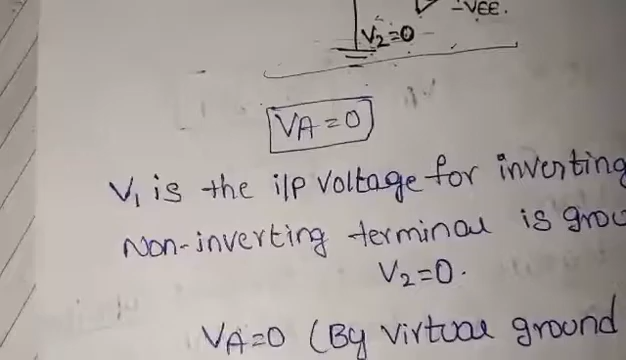 -VEE.
V2=0
VA=0
V1 is the i/p voltage for inverting
Non-inverting terminal is grou
V2=0.
VA=0 (By virtual ground